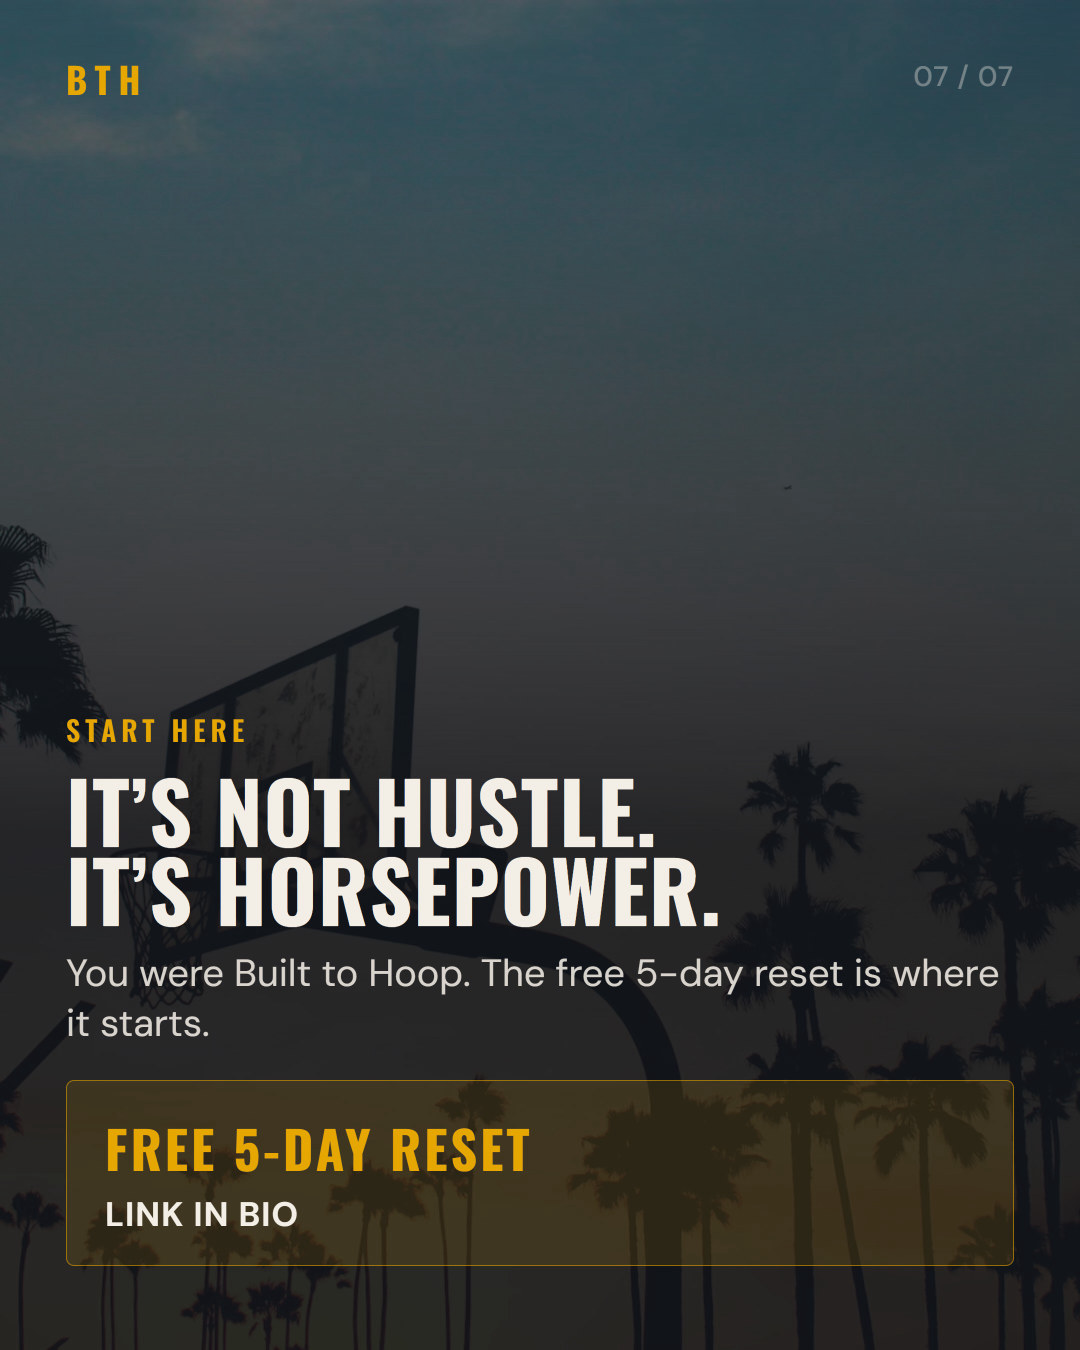 BTH
07 / 07
START HERE
IT’S NOT HUSTLE.
IT’S HORSEPOWER.
You were Built to Hoop. The free 5-day reset is where
it starts.
FREE 5-DAY RESET
LINK IN BIO